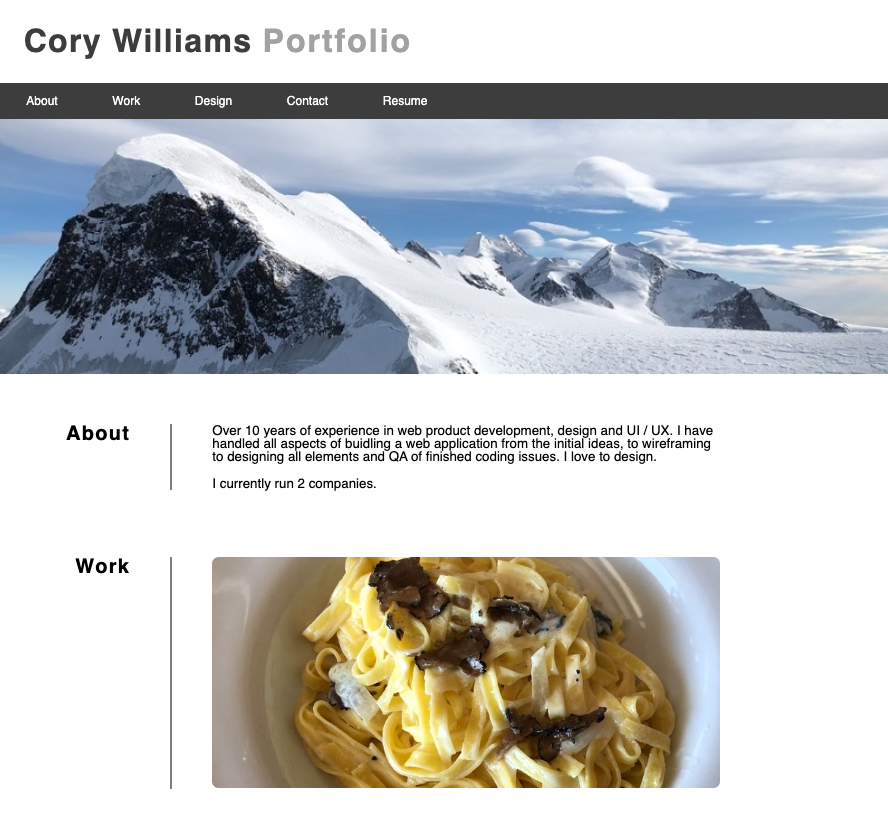 Cory Williams Portfolio
About Work Design Contact Resume
About
Over 10 years of experience in web product development, design and UI / UX. I have
handled all aspects of buidling a web application from the initial ideas, to wireframing
to designing all elements and QA of finished coding issues. I love to design.
I currently run 2 companies.
Work